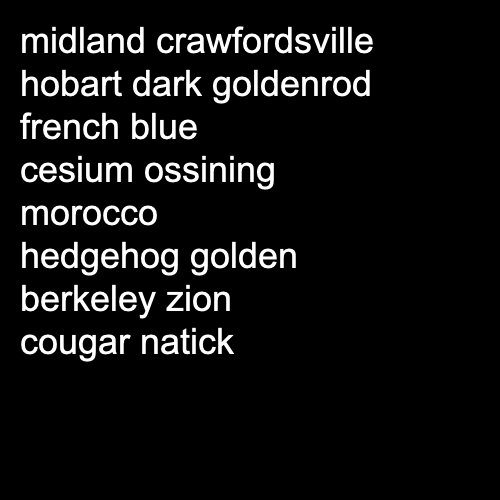 midland crawfordsville
hobart dark goldenrod
french blue
cesium ossining
morocco
hedgehog golden
berkeley zion
cougar natick